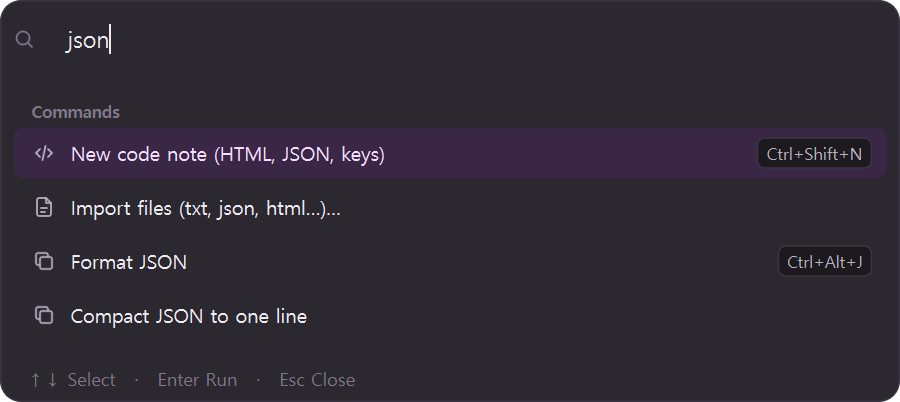 json
Commands
New code note (HTML, JSON, keys) Ctrl+Shift+N
Import files (txt, json, html...)...
Format JSON Ctrl+Alt+J
Compact JSON to one line
↑ ↓ Select · Enter Run · Esc Close